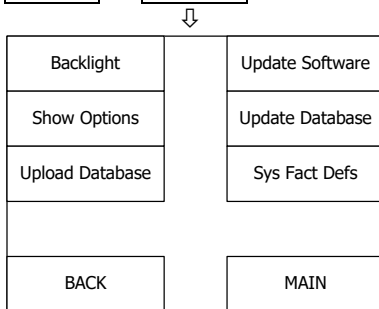 Backlight
Update Software
Show Options
Update Database
Upload Database
Sys Fact Defs
BACK
MAIN